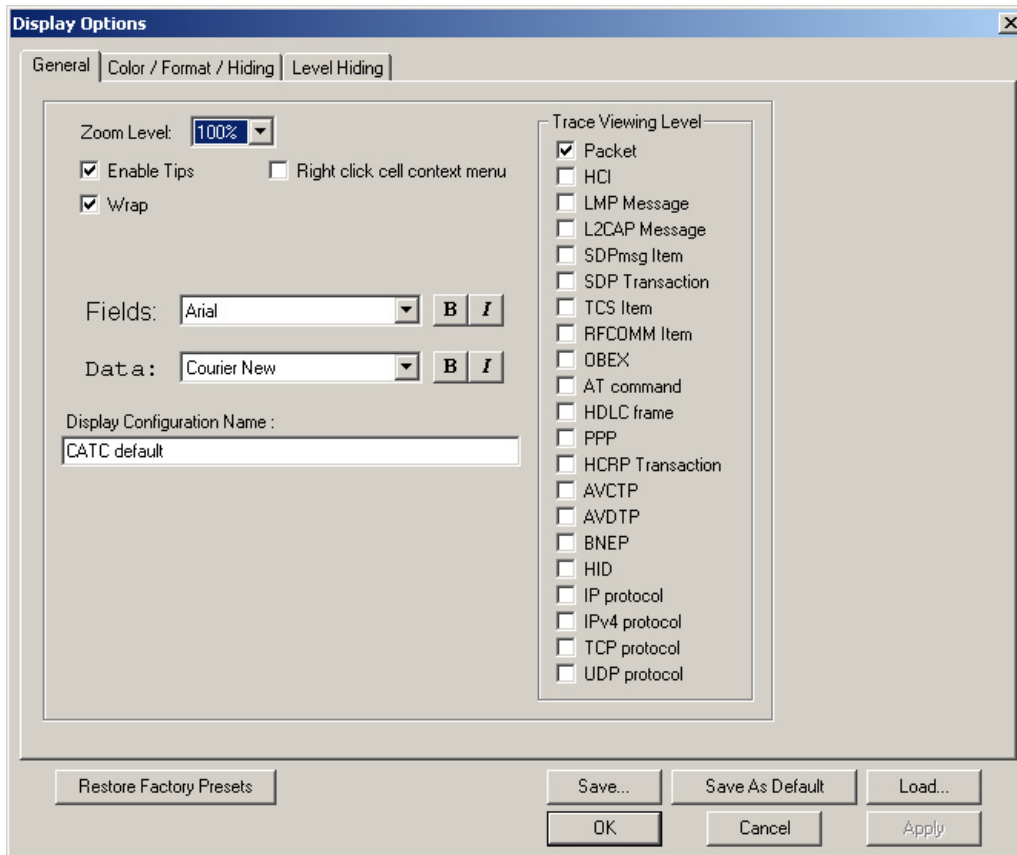 Display Options
General
Color / Format / Hiding
Level Hiding
Zoom Level: 100%
Enable Tips
Right click cell context menu
Wrap
Fields: Arial B I
Data: Courier New B I
Display Configuration Name :
CATC default
Trace Viewing Level
Packet
HCI
LMP Message
L2CAP Message
SDPmsg Item
SDP Transaction
TCS Item
RFCOMM Item
OBEX
AT command
HDLC frame
PPP
HCRP Transaction
AVCTP
AVDTP
BNEP
HID
IP protocol
IPv4 protocol
TCP protocol
UDP protocol
Restore Factory Presets
Save...
Save As Default
Load...
OK
Cancel
Apply